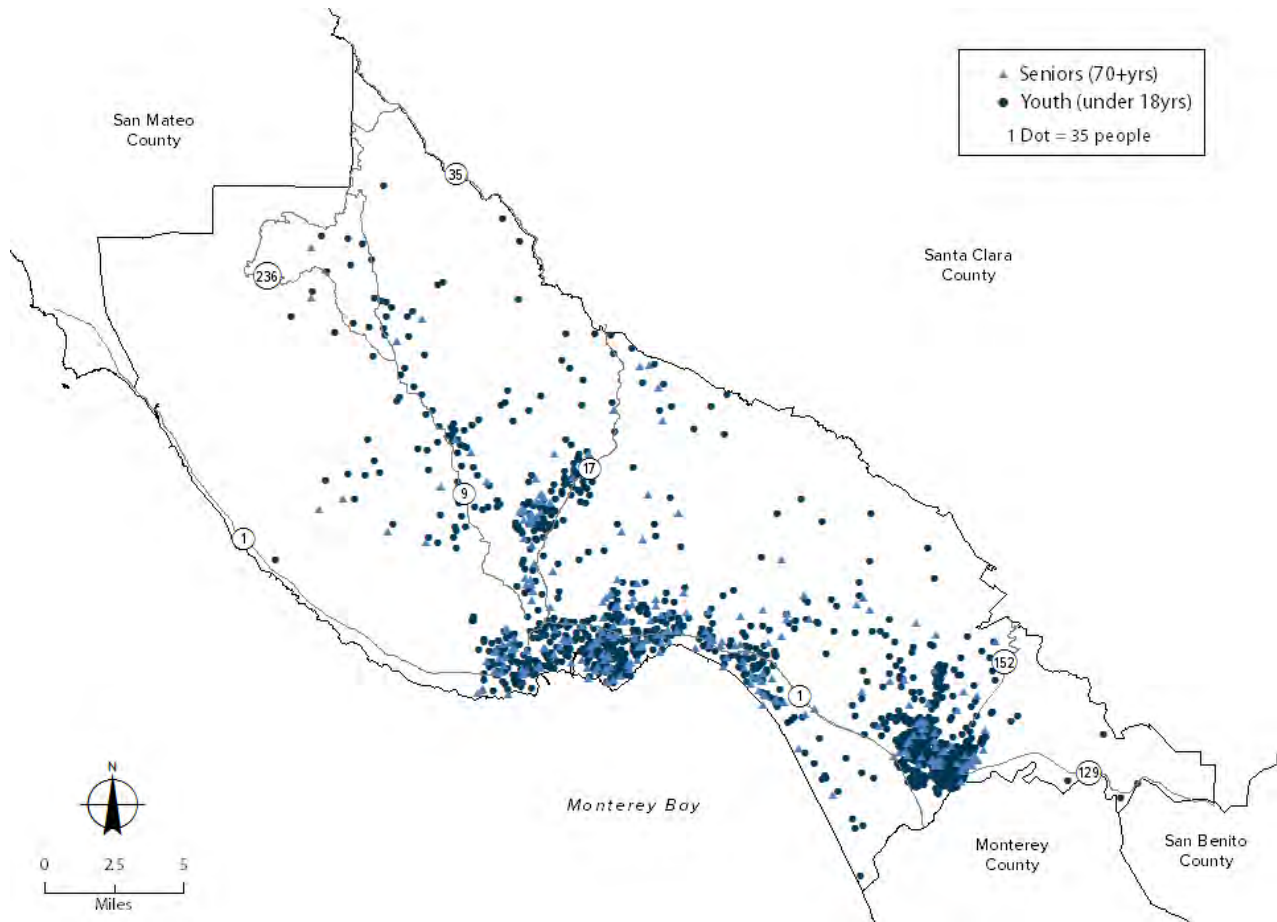 Seniors (70+yrs)
Youth (under 18yrs)
1 Dot = 35 people
San Mateo
County
35
Santa Clara
County
236
17
9
1
152
1
129
N
Monterey Bay
Monterey
County
San Benito
County
0 2.5 5
Miles